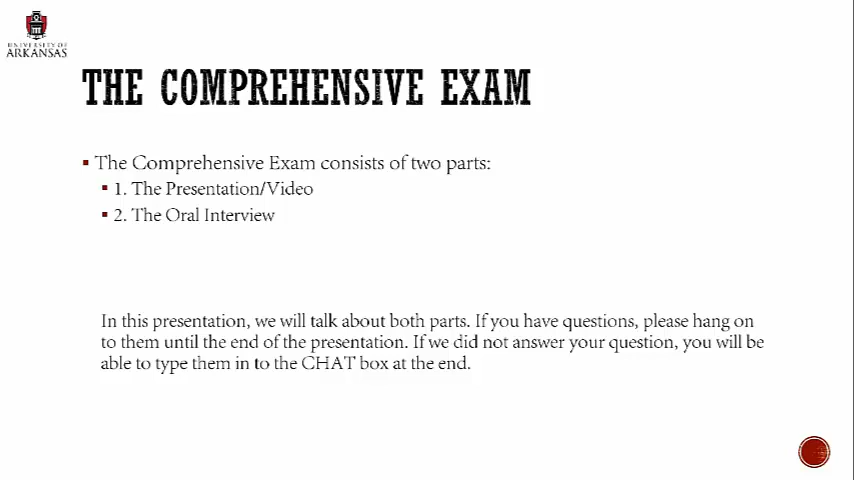 UNIVERSITY OF
ARKANSAS
THE COMPREHENSIVE EXAM
The Comprehensive Exam consists of two parts:
1. The Presentation/Video
2. The Oral Interview
In this presentation, we will talk about both parts. If you have questions, please hang on
to them until the end of the presentation. If we did not answer your question, you will be
able to type them in to the CHAT box at the end.